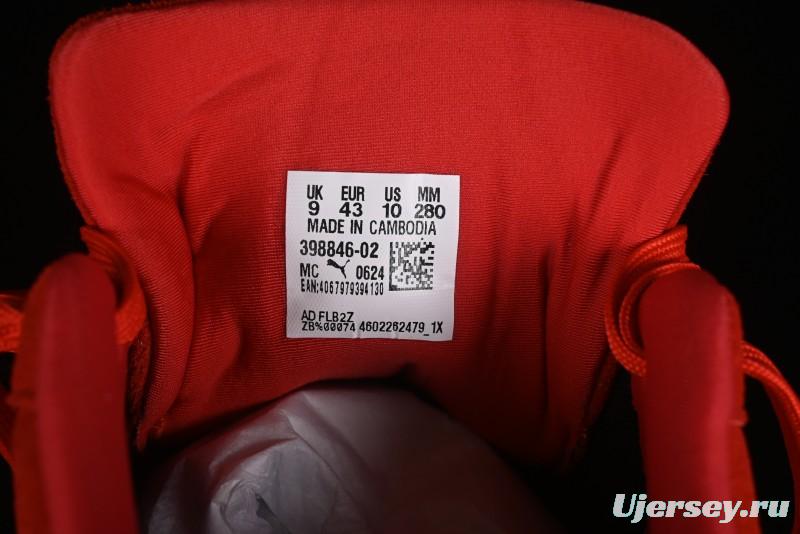 UK EUR US MM
9 43 10 280
MADE IN CAMBODIA
398846-02
MC 0624
EAN:4067979394130
AD FLB2Z
ZB%00074 4602262479_1X
Ujersey.ru